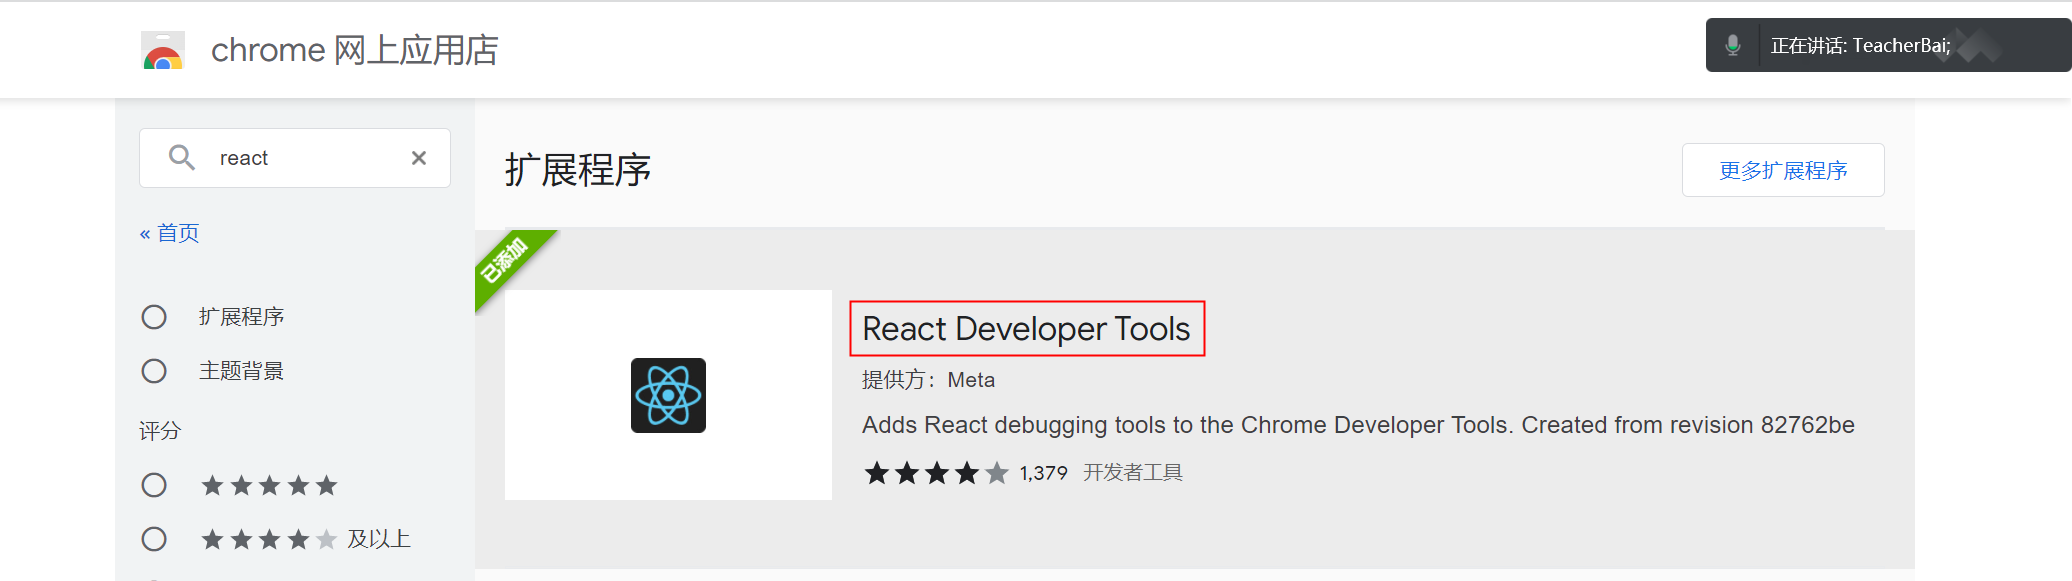 chrome 网上应用店
正在讲话: TeacherBai;
react
« 首页
扩展程序
主题背景
评分
及以上
扩展程序
更多扩展程序
已添加
React Developer Tools
提供方：Meta
Adds React debugging tools to the Chrome Developer Tools. Created from revision 82762be
1,379 开发者工具